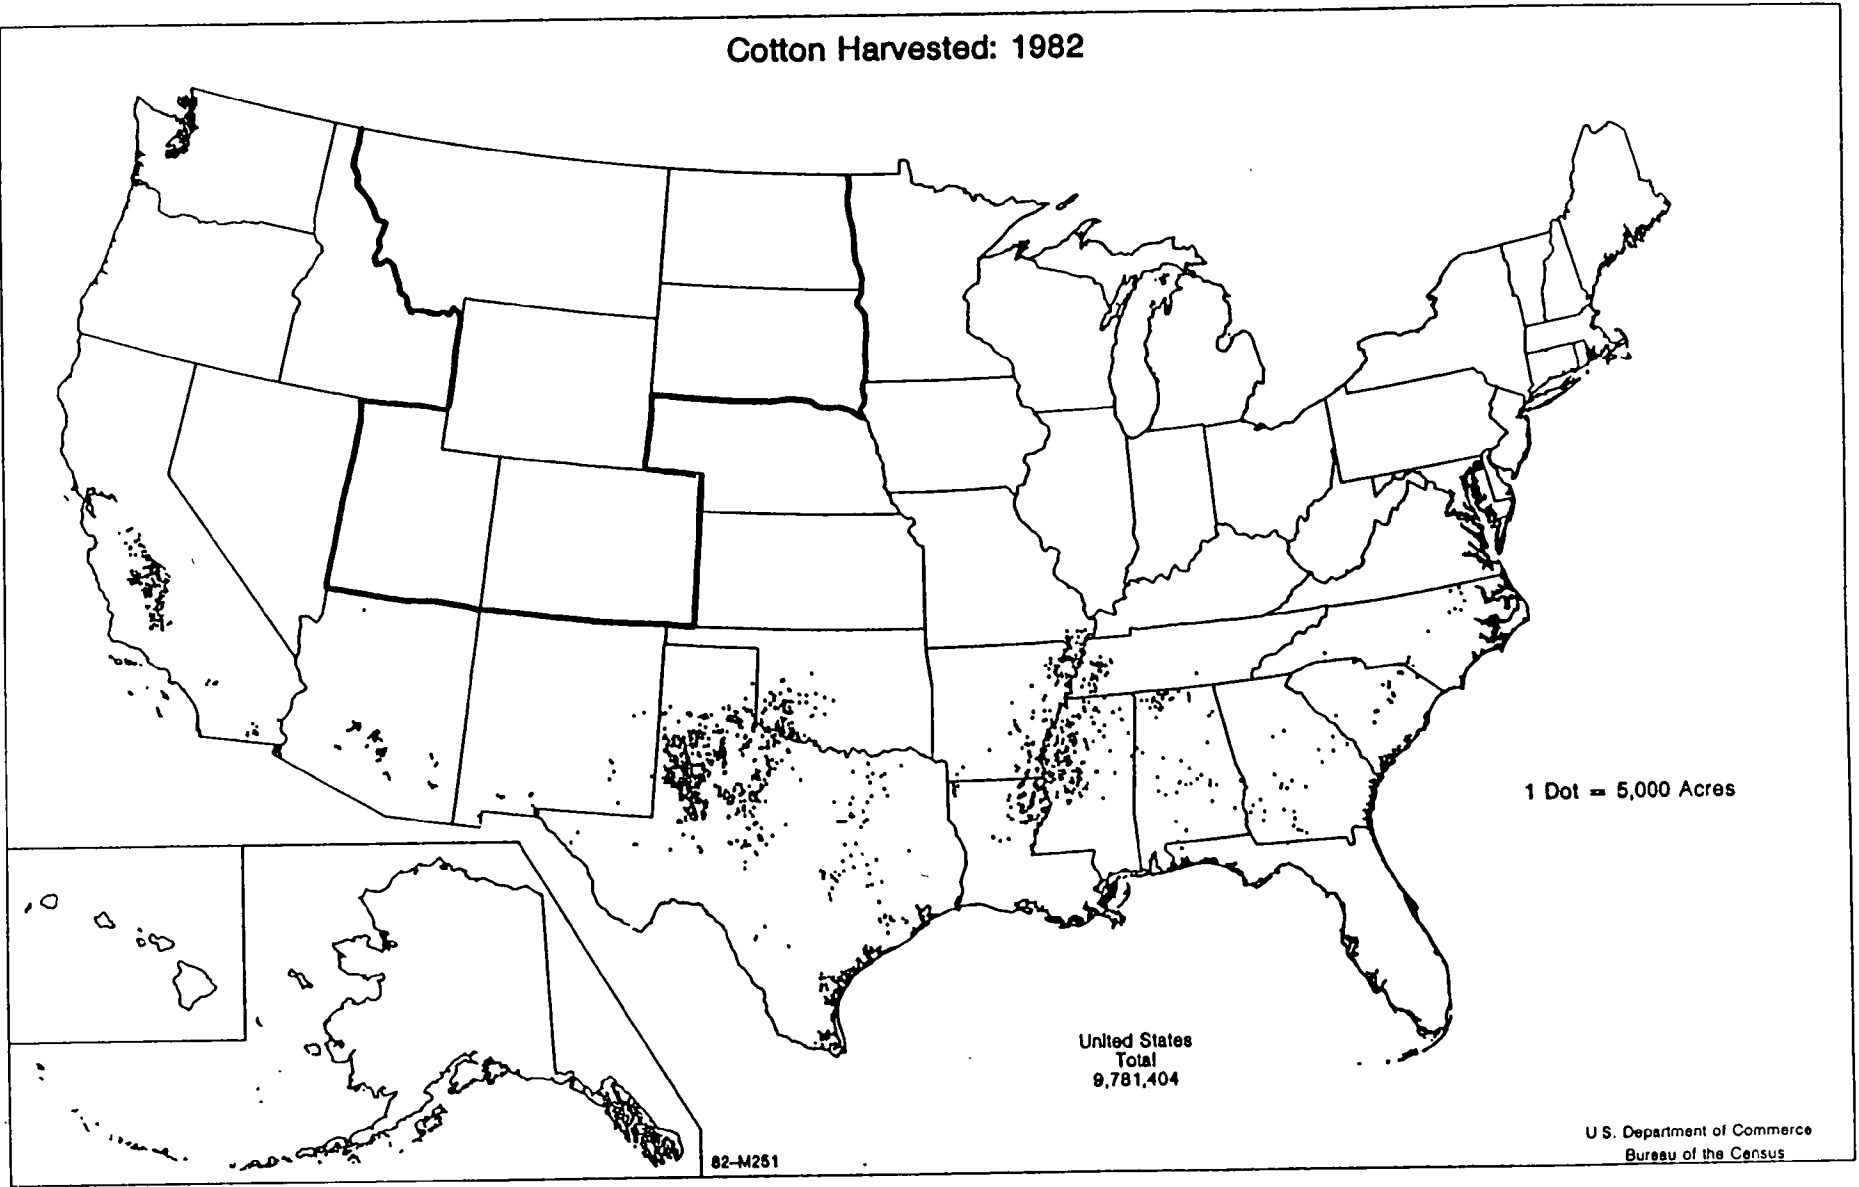 Cotton Harvested: 1982
1 Dot = 5,000 Acres
United States
Total
9,781,404
U S. Department of Commerce
Bureau of the Census
82-M251